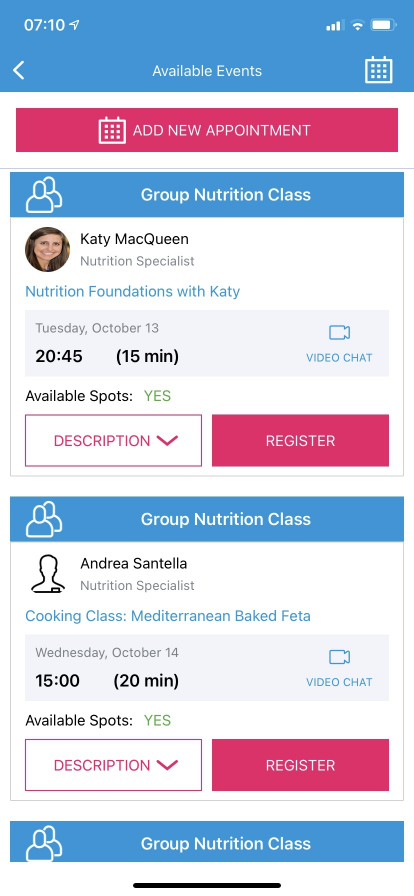 07:10
Available Events
ADD NEW APPOINTMENT
Group Nutrition Class
Katy MacQueen
Nutrition Specialist
Nutrition Foundations with Katy
Tuesday, October 13
20:45 (15 min)
VIDEO CHAT
Available Spots: YES
DESCRIPTION REGISTER
Group Nutrition Class
Andrea Santella
Nutrition Specialist
Cooking Class: Mediterranean Baked Feta
Wednesday, October 14
15:00 (20 min)
VIDEO CHAT
Available Spots: YES
DESCRIPTION REGISTER
Group Nutrition Class